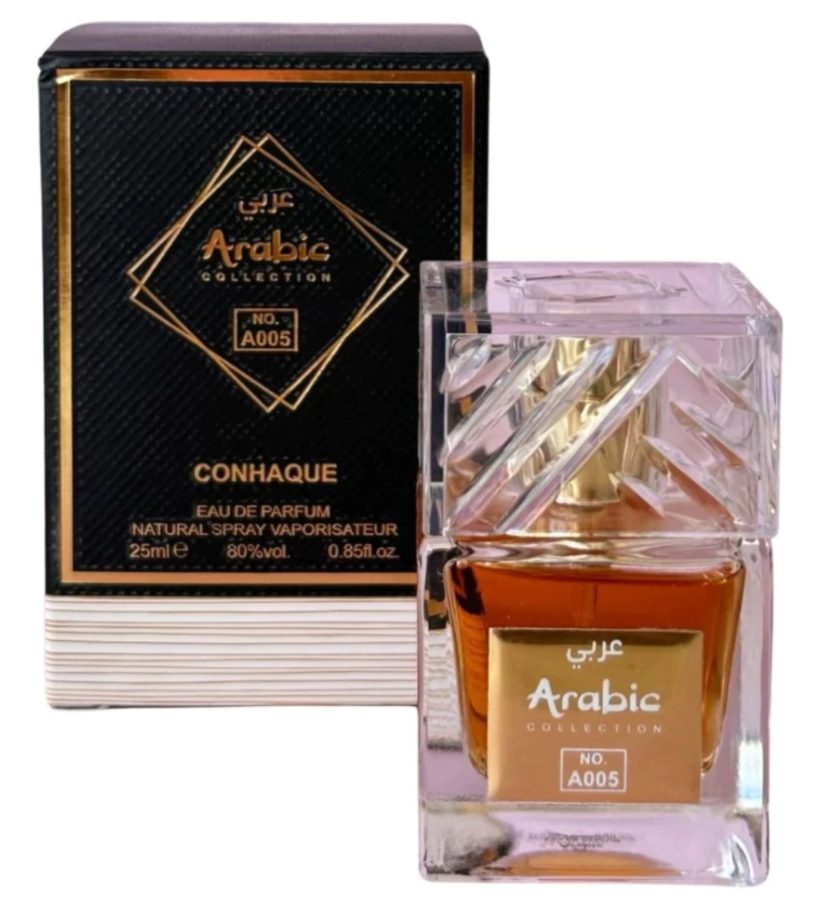 عربي
Arabic
COLLECTION
NO.
A005
CONHAQUE
EAU DE PARFUM
NATURAL SPRAY VAPORISATEUR
25ml e 80%vol. 0.85fl.oz.
عربي
Arabic
COLLECTION
NO.
A005